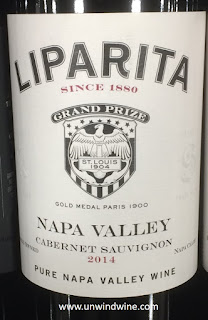 LIPARITA
SINCE 1880
GRAND PRIZE
ST. LOUIS
1904
GOLD MEDAL PARIS 1900
NAPA VALLEY
CABERNET SAUVIGNON
2014
PURE NAPA VALLEY WINE
www.unwindwine.com